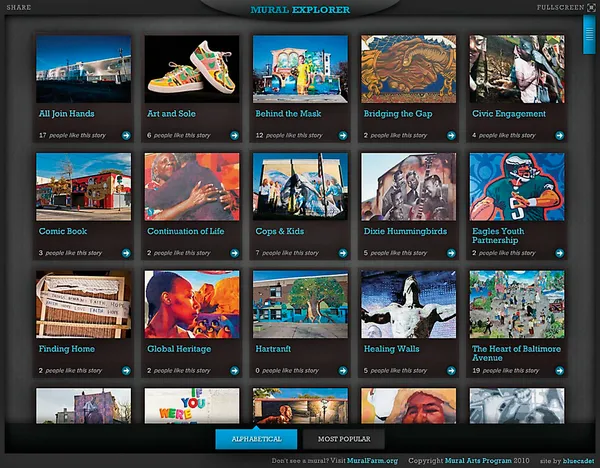 SHARE
MURAL EXPLORER
FULLSCREEN
All Join Hands
17 people like this story
Art and Sole
6 people like this story
Behind the Mask
12 people like this story
Bridging the Gap
2 people like this story
Civic Engagement
4 people like this story
Comic Book
3 people like this story
Continuation of Life
2 people like this story
Cops & Kids
7 people like this story
Dixie Hummingbirds
5 people like this story
Eagles Youth
Partnership
2 people like this story
5
Finding Home
2 people like this story
Global Heritage
2 people like this story
Hartranft
0 people like this story
Healing Walls
5 people like this story
The Heart of Baltimore
Avenue
19 people like this story
IF
YOU
WERE
ALPHABETICAL
MOST POPULAR
Don't see a mural? Visit MuralFarm.org
Copyright Mural Arts Program 2010
site by bluecadet